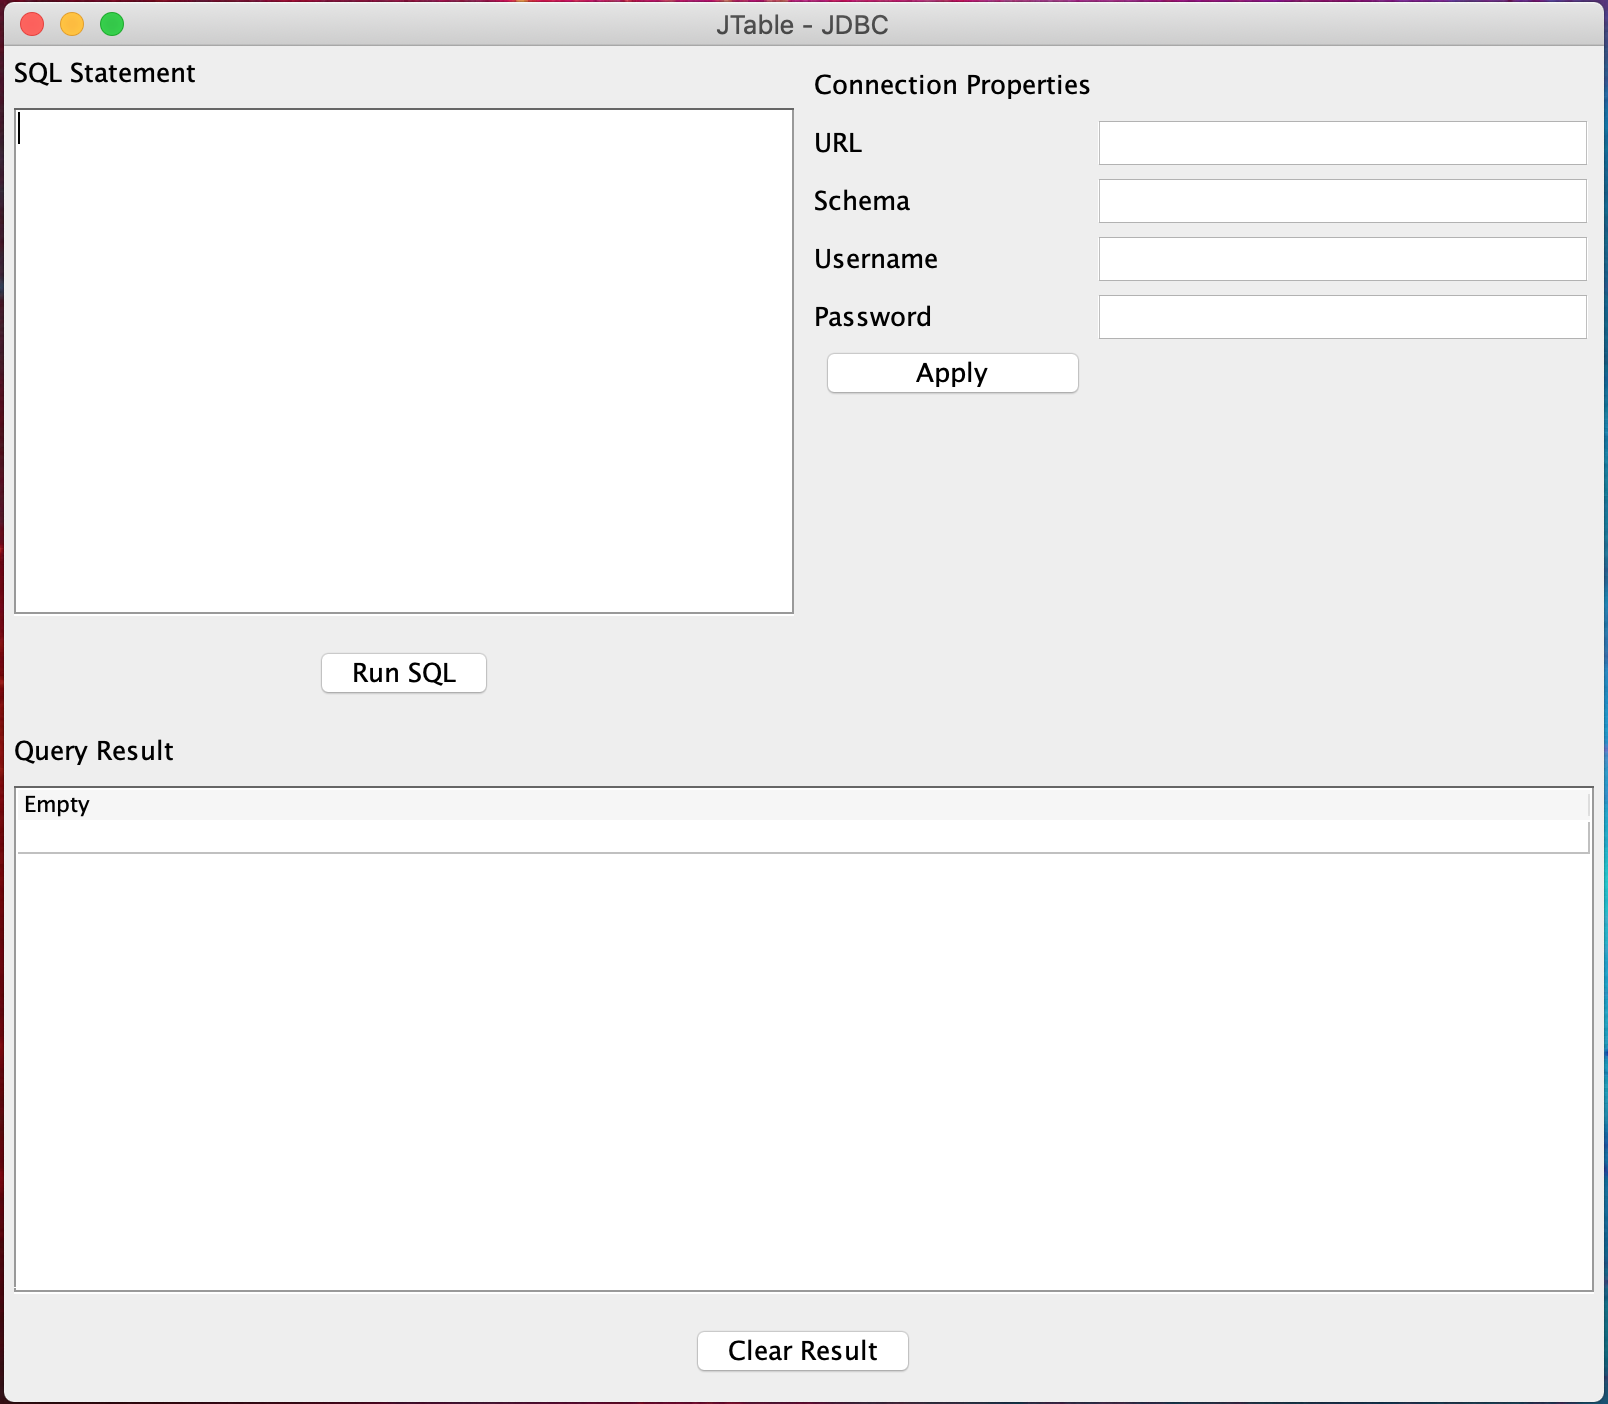 JTable - JDBC
SQL Statement
Connection Properties
URL
Schema
Username
Password
Apply
Run SQL
Query Result
Empty
Clear Result